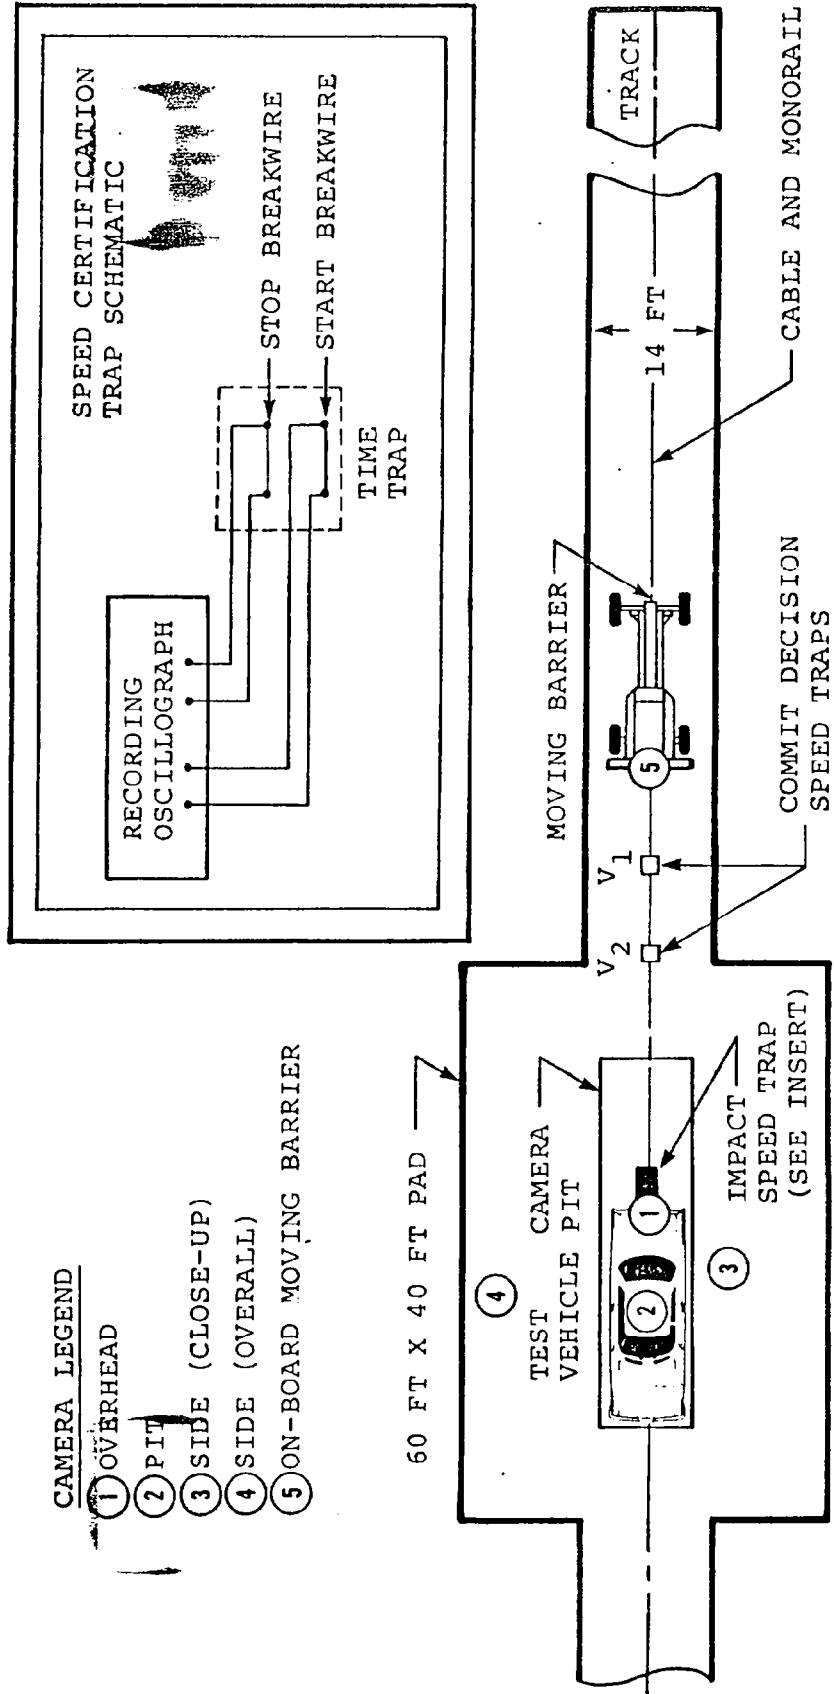 CAMERA LEGEND
1 OVERHEAD
2 PIT
3 SIDE (CLOSE-UP)
4 SIDE (OVERALL)
5 ON-BOARD MOVING BARRIER
SPEED CERTIFICATION
TRAP SCHEMATIC
RECORDING
OSCILLOGRAPH
STOP BREAKWIRE
START BREAKWIRE
TIME
TRAP
60 FT X 40 FT PAD
4
TEST
VEHICLE
CAMERA
PIT
2
1
3
IMPACT
SPEED TRAP
(SEE INSERT)
V2
V1
5
MOVING BARRIER
COMMIT DECISION
SPEED TRAPS
14 FT
CABLE AND MONORAIL
TRACK